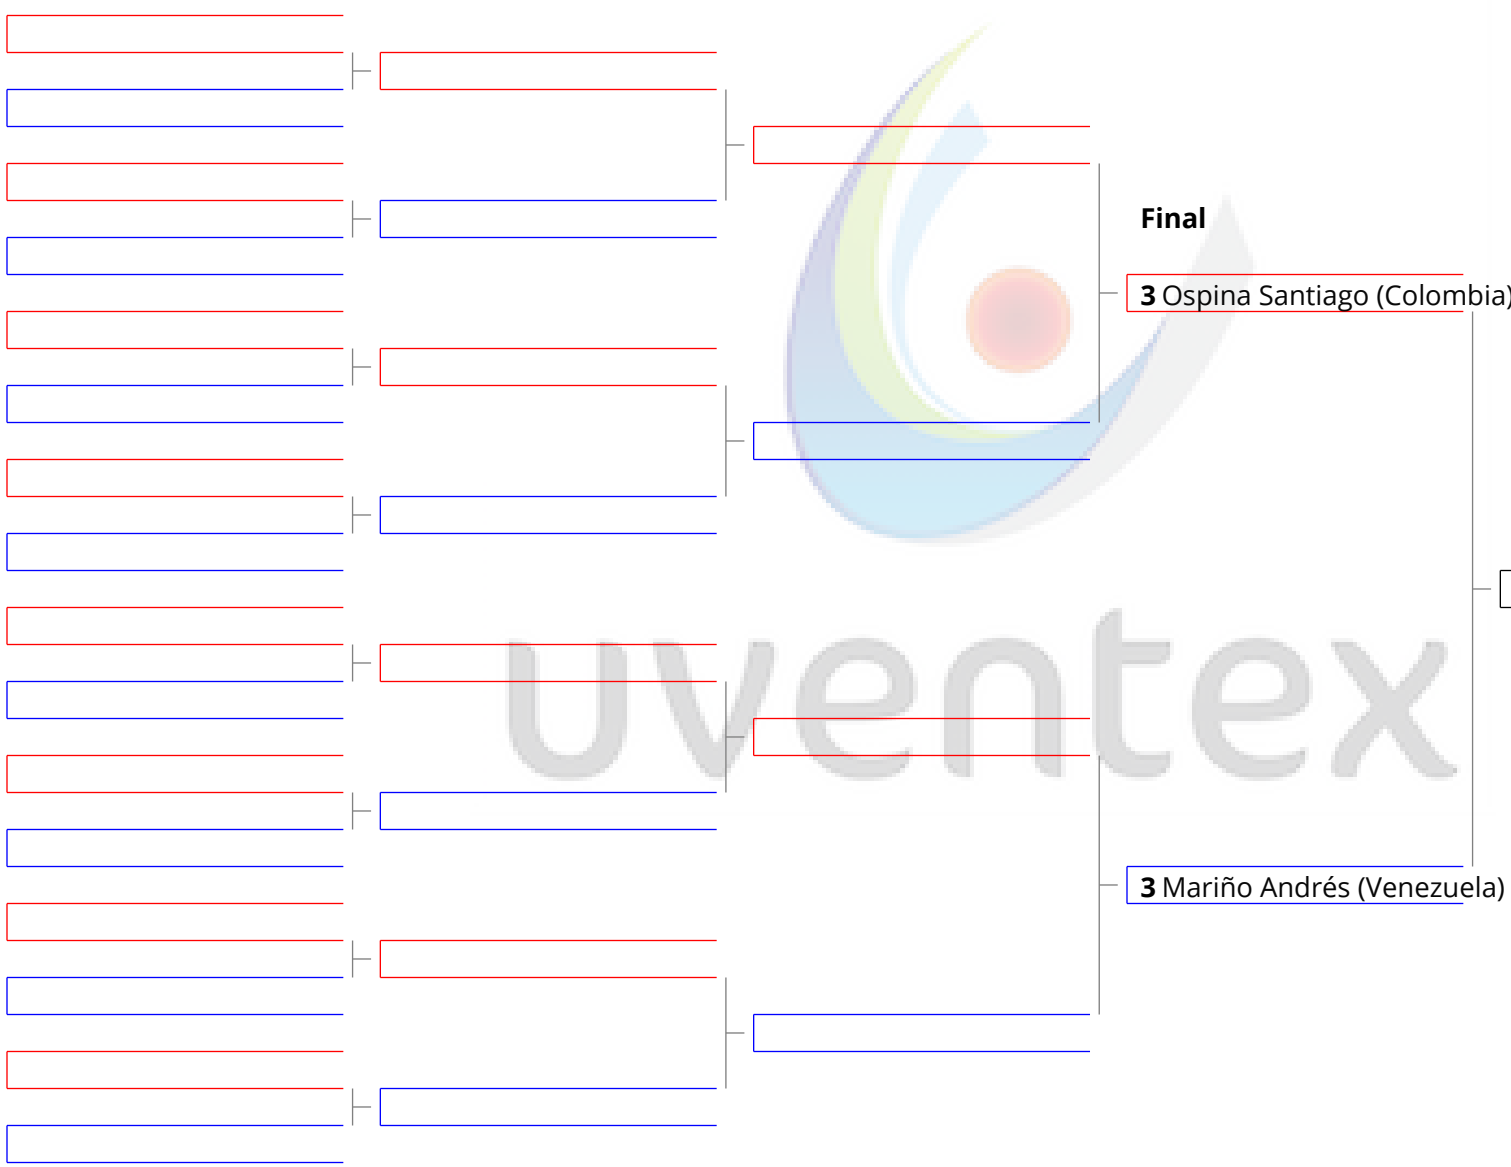 Final
3 Ospina Santiago (Colombia)
uventex
3 Mariño Andrés (Venezuela)